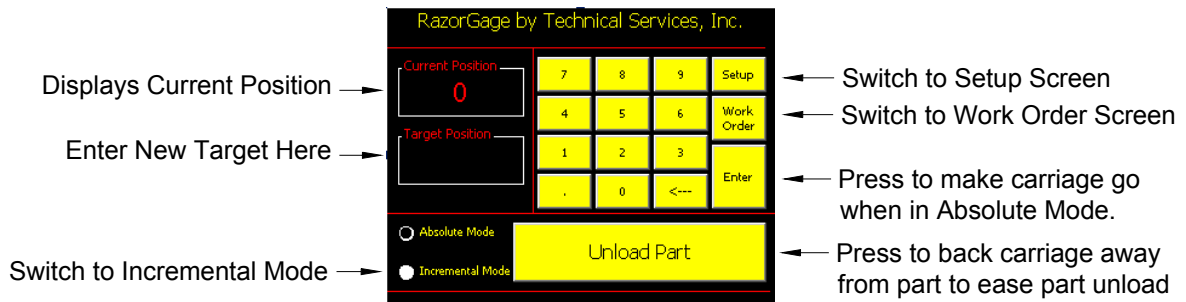 RazorGage by Technical Services, Inc.
Displays Current Position
Current Position
0
7 8 9 Setup
Switch to Setup Screen
4 5 6 Work
Order
Switch to Work Order Screen
Enter New Target Here
Target Position
1 2 3
. 0 <---
Enter
Press to make carriage go
when in Absolute Mode.
Absolute Mode
Switch to Incremental Mode
Incremental Mode
Unload Part
Press to back carriage away
from part to ease part unload